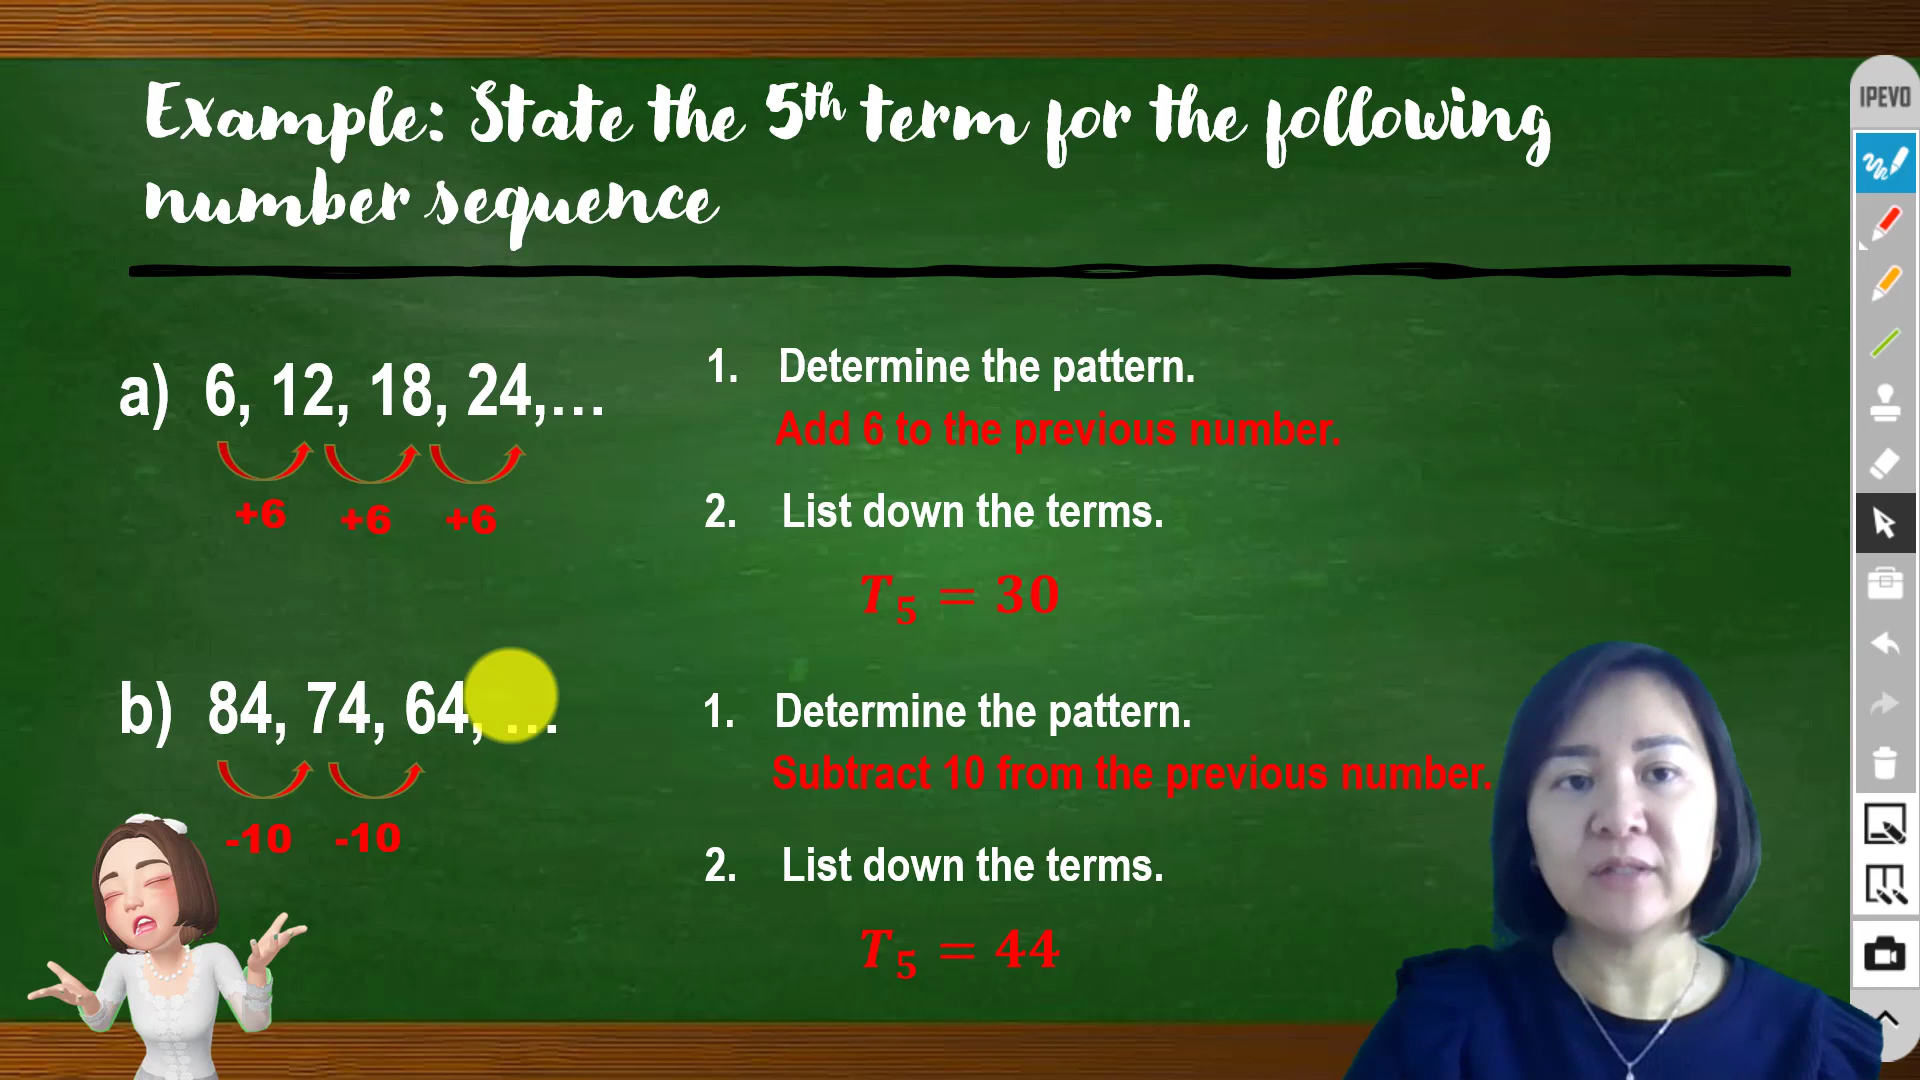 Example: State the 5th term for the following
number sequence
IPEVO
a) 6, 12, 18, 24,...
+6 +6 +6
1. Determine the pattern.
Add 6 to the previous number.
2. List down the terms.
T5 = 30
b) 84, 74, 64, ...
-10 -10
1. Determine the pattern.
Subtract 10 from the previous number.
2. List down the terms.
T5 = 44